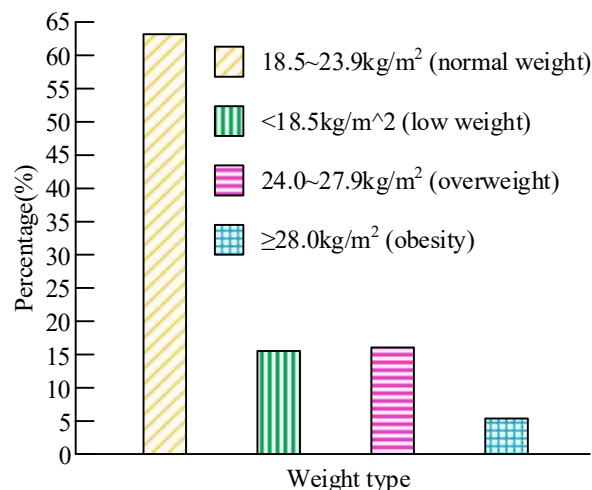 65
60
55
50
45
40
35
30
25
20
15
10
5
0
Percentage(%)
18.5~23.9kg/m² (normal weight)
<18.5kg/m^2 (low weight)
24.0~27.9kg/m² (overweight)
≥28.0kg/m² (obesity)
Weight type